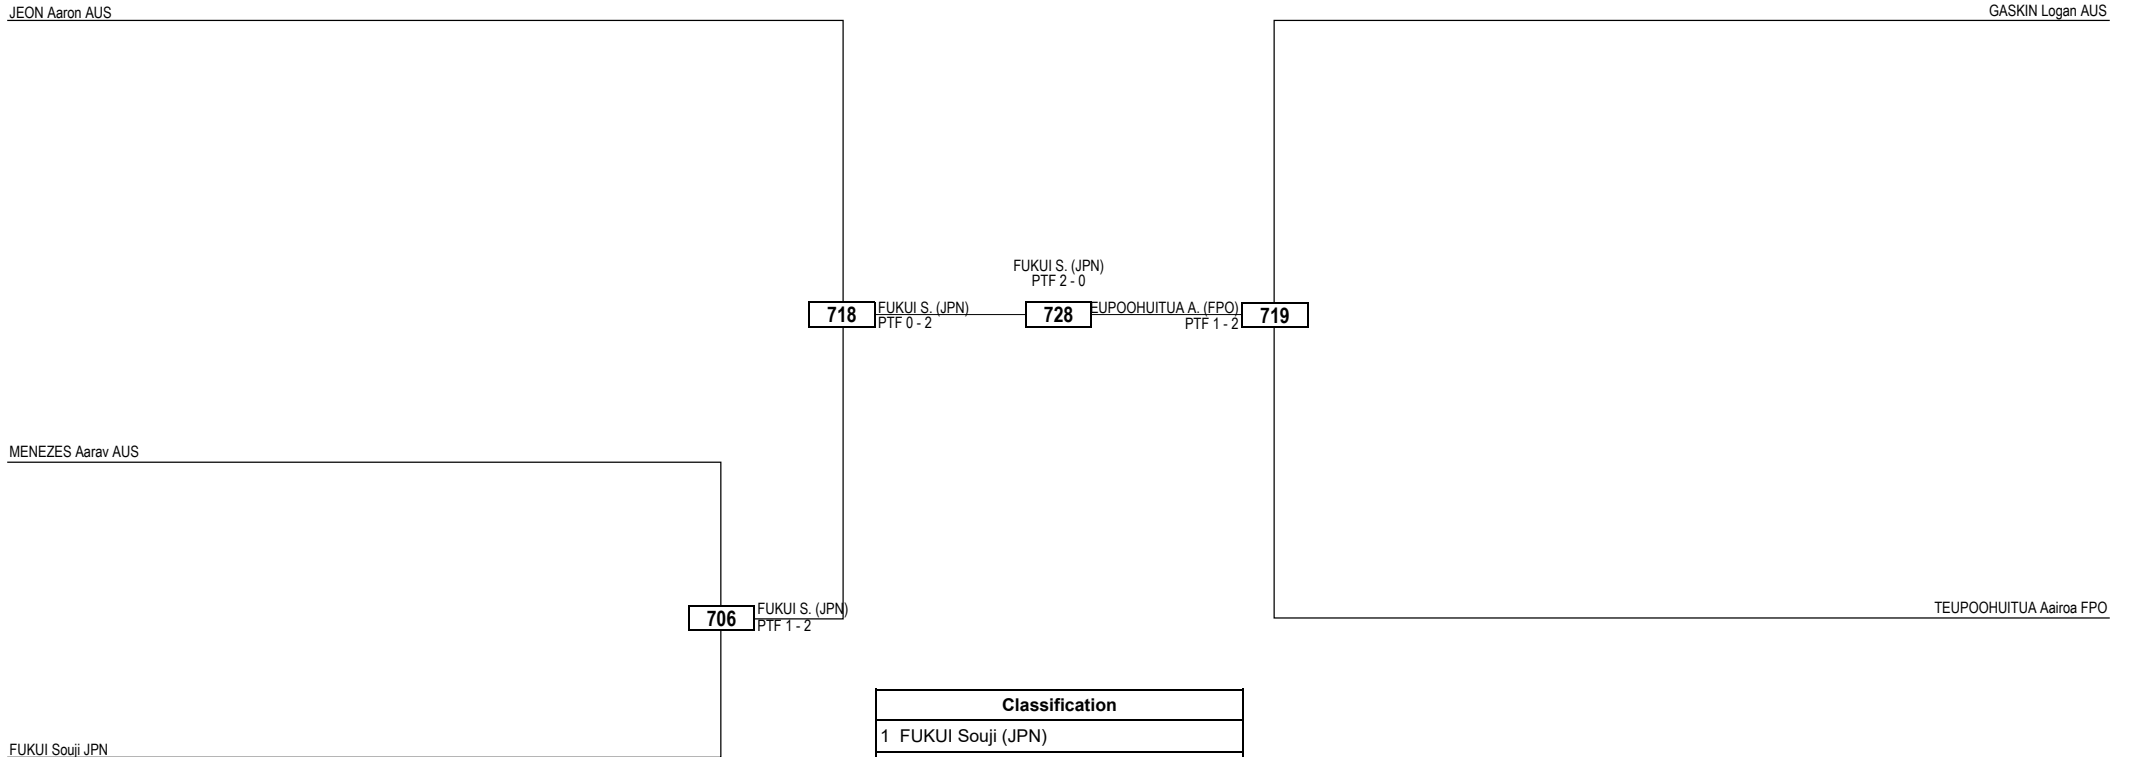 JEON Aaron AUS
GASKIN Logan AUS
FUKUI S. (JPN)
PTF 2 - 0
718
FUKUI S. (JPN)
PTF 0 - 2
728
EUPOOHUITUA A. (FPO)
PTF 1 - 2
719
MENEZES Aarav AUS
706
FUKUI S. (JPN)
PTF 1 - 2
TEUPOOHUITUA Aairoa FPO
Classification
1 FUKUI Souji (JPN)
FUKUI Souji JPN